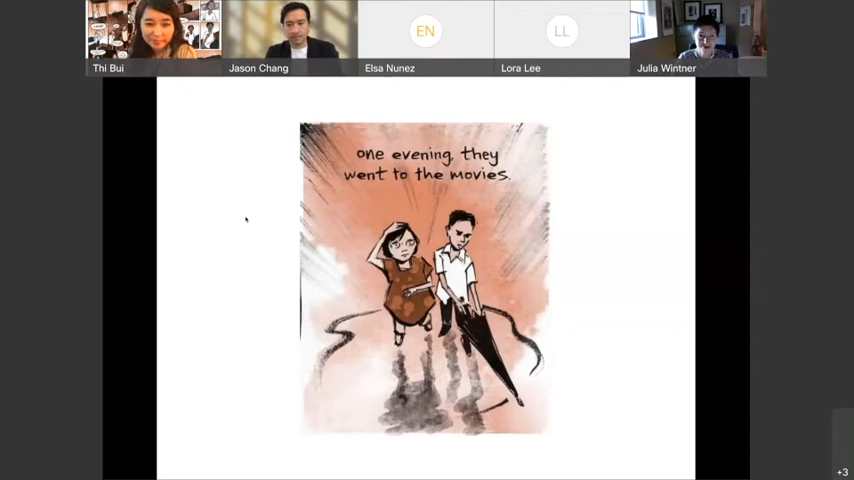 EN
LL
Thi Bui
Jason Chang
Elsa Nunez
Lora Lee
Julia Wintner
one evening, they
went to the movies.
+3